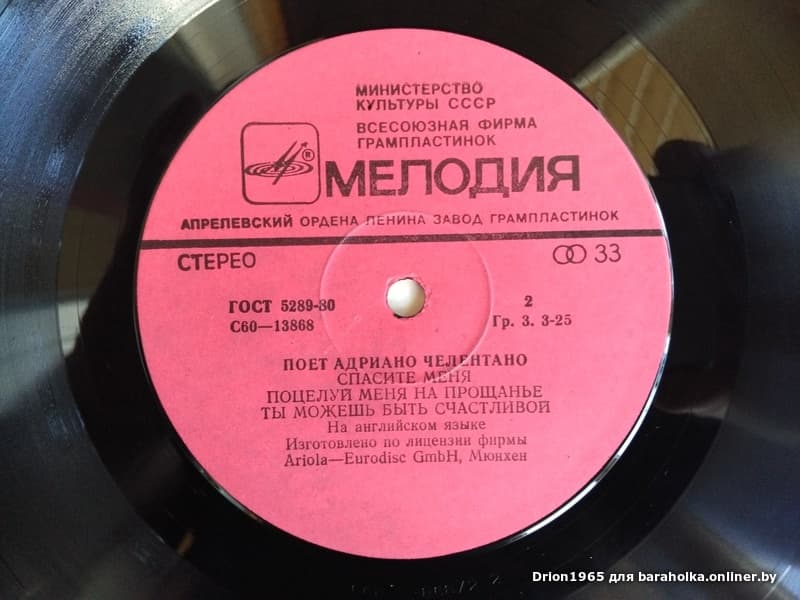 МИНИСТЕРСТВО
КУЛЬТУРЫ СССР
ВСЕСОЮЗНАЯ ФИРМА
ГРАМПЛАСТИНОК
®
МЕЛОДИЯ
АПРЕЛЕВСКИЙ ОРДЕНА ЛЕНИНА ЗАВОД ГРАМПЛАСТИНОК
СТЕРЕО 33
ГОСТ 5289-80 2
С60—13868 Гр. 3. 3-25
ПОЕТ АДРИАНО ЧЕЛЕНТАНО
СПАСИТЕ МЕНЯ
ПОЦЕЛУЙ МЕНЯ НА ПРОЩАНЬЕ
ТЫ МОЖЕШЬ БЫТЬ СЧАСТЛИВОЙ
На английском языке
Изготовлено по лицензии фирмы
Ariola—Eurodisc GmbH, Мюнхен
Drion1965 для baraholka.onliner.by